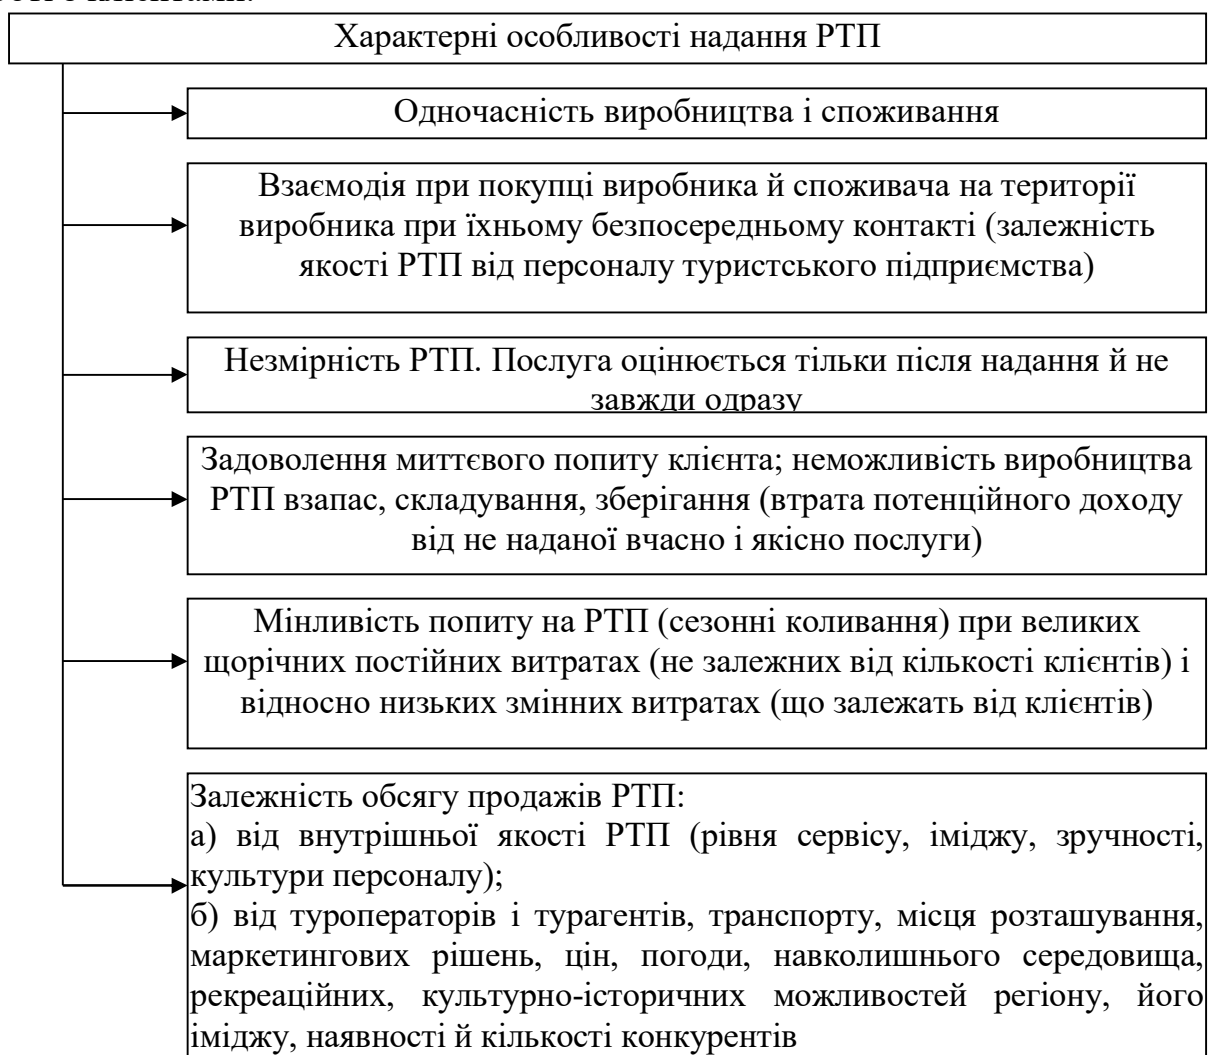 Характерні особливості надання РТП
Одночасність виробництва і споживання
Взаємодія при покупці виробника й споживача на території
виробника при їхньому безпосередньому контакті (залежність
якості РТП від персоналу туристського підприємства)
Незмірність РТП. Послуга оцінюється тільки після надання й не
завжди одразу
Задоволення миттєвого попиту клієнта; неможливість виробництва
РТП взапас, складування, зберігання (втрата потенційного доходу
від не наданої вчасно і якісно послуги)
Мінливість попиту на РТП (сезонні коливання) при великих
щорічних постійних витратах (не залежних від кількості клієнтів) і
відносно низьких змінних витратах (що залежать від клієнтів)
Залежність обсягу продажів РТП:
а) від внутрішньої якості РТП (рівня сервісу, іміджу, зручності,
культури персоналу);
б) від туроператорів і турагентів, транспорту, місця розташування,
маркетингових рішень, цін, погоди, навколишнього середовища,
рекреаційних, культурно-історичних можливостей регіону, його
іміджу, наявності й кількості конкурентів